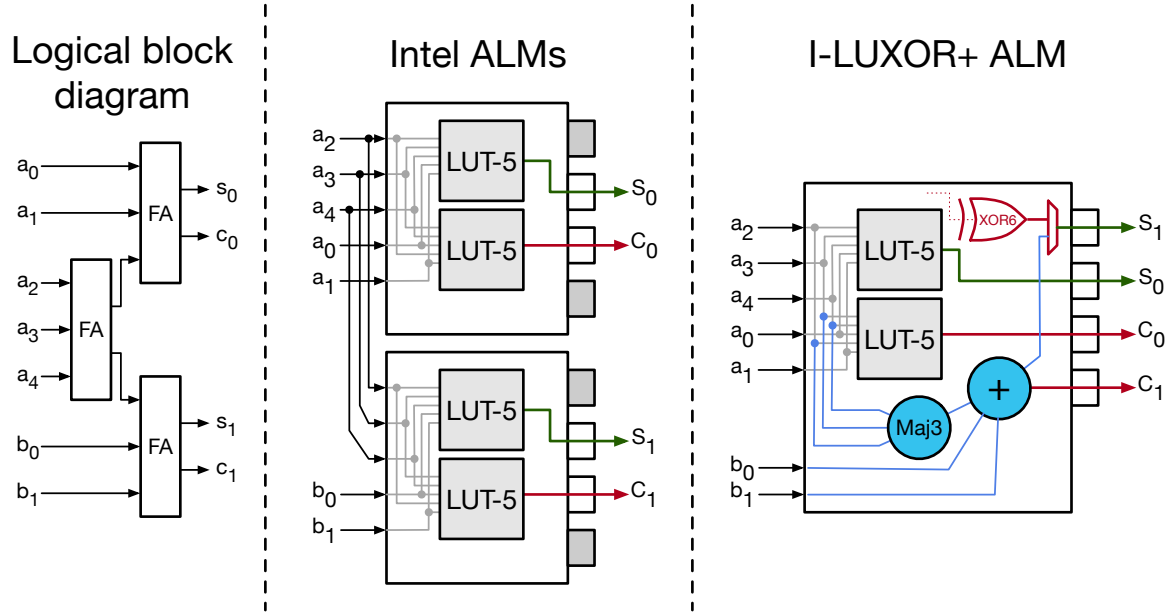 Logical block
diagram
a0
a1
FA
s0
c0
a2
a3
a4
FA
b0
b1
FA
s1
c1
Intel ALMs
a2
a3
a4
a0
a1
LUT-5
LUT-5
S0
C0
b0
b1
LUT-5
LUT-5
S1
C1
I-LUXOR+ ALM
a2
a3
a4
a0
a1
b0
b1
XOR6
LUT-5
LUT-5
Maj3
+
S1
S0
C0
C1